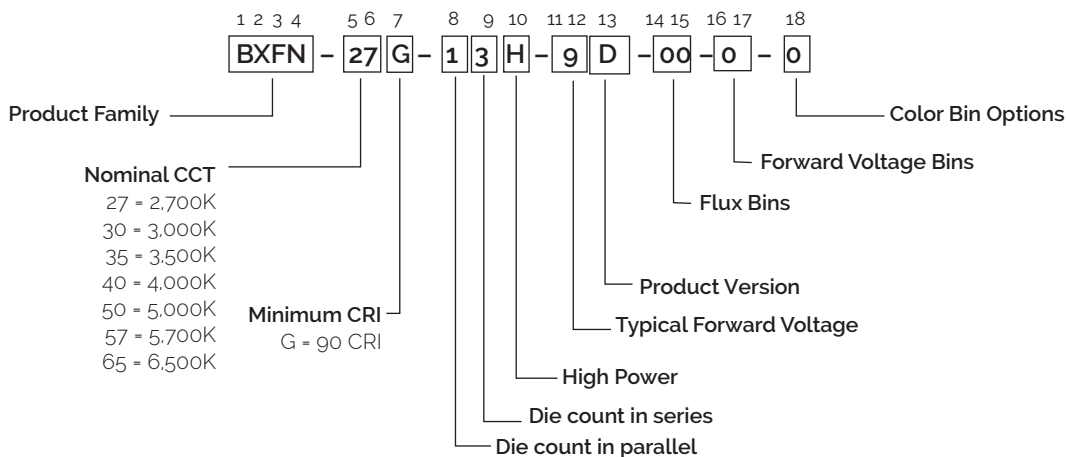 1 2 3 4 5 6 7 8 9 10 11 12 13 14 15 16 17 18
BXFN – 27 G – 1 3 H – 9 D – 00 – 0 – 0
Product Family
Color Bin Options
Forward Voltage Bins
Nominal CCT
27 = 2,700K
30 = 3,000K
35 = 3,500K
40 = 4,000K
50 = 5,000K
57 = 5,700K
65 = 6,500K
Flux Bins
Product Version
Minimum CRI
G = 90 CRI
Typical Forward Voltage
High Power
Die count in series
Die count in parallel